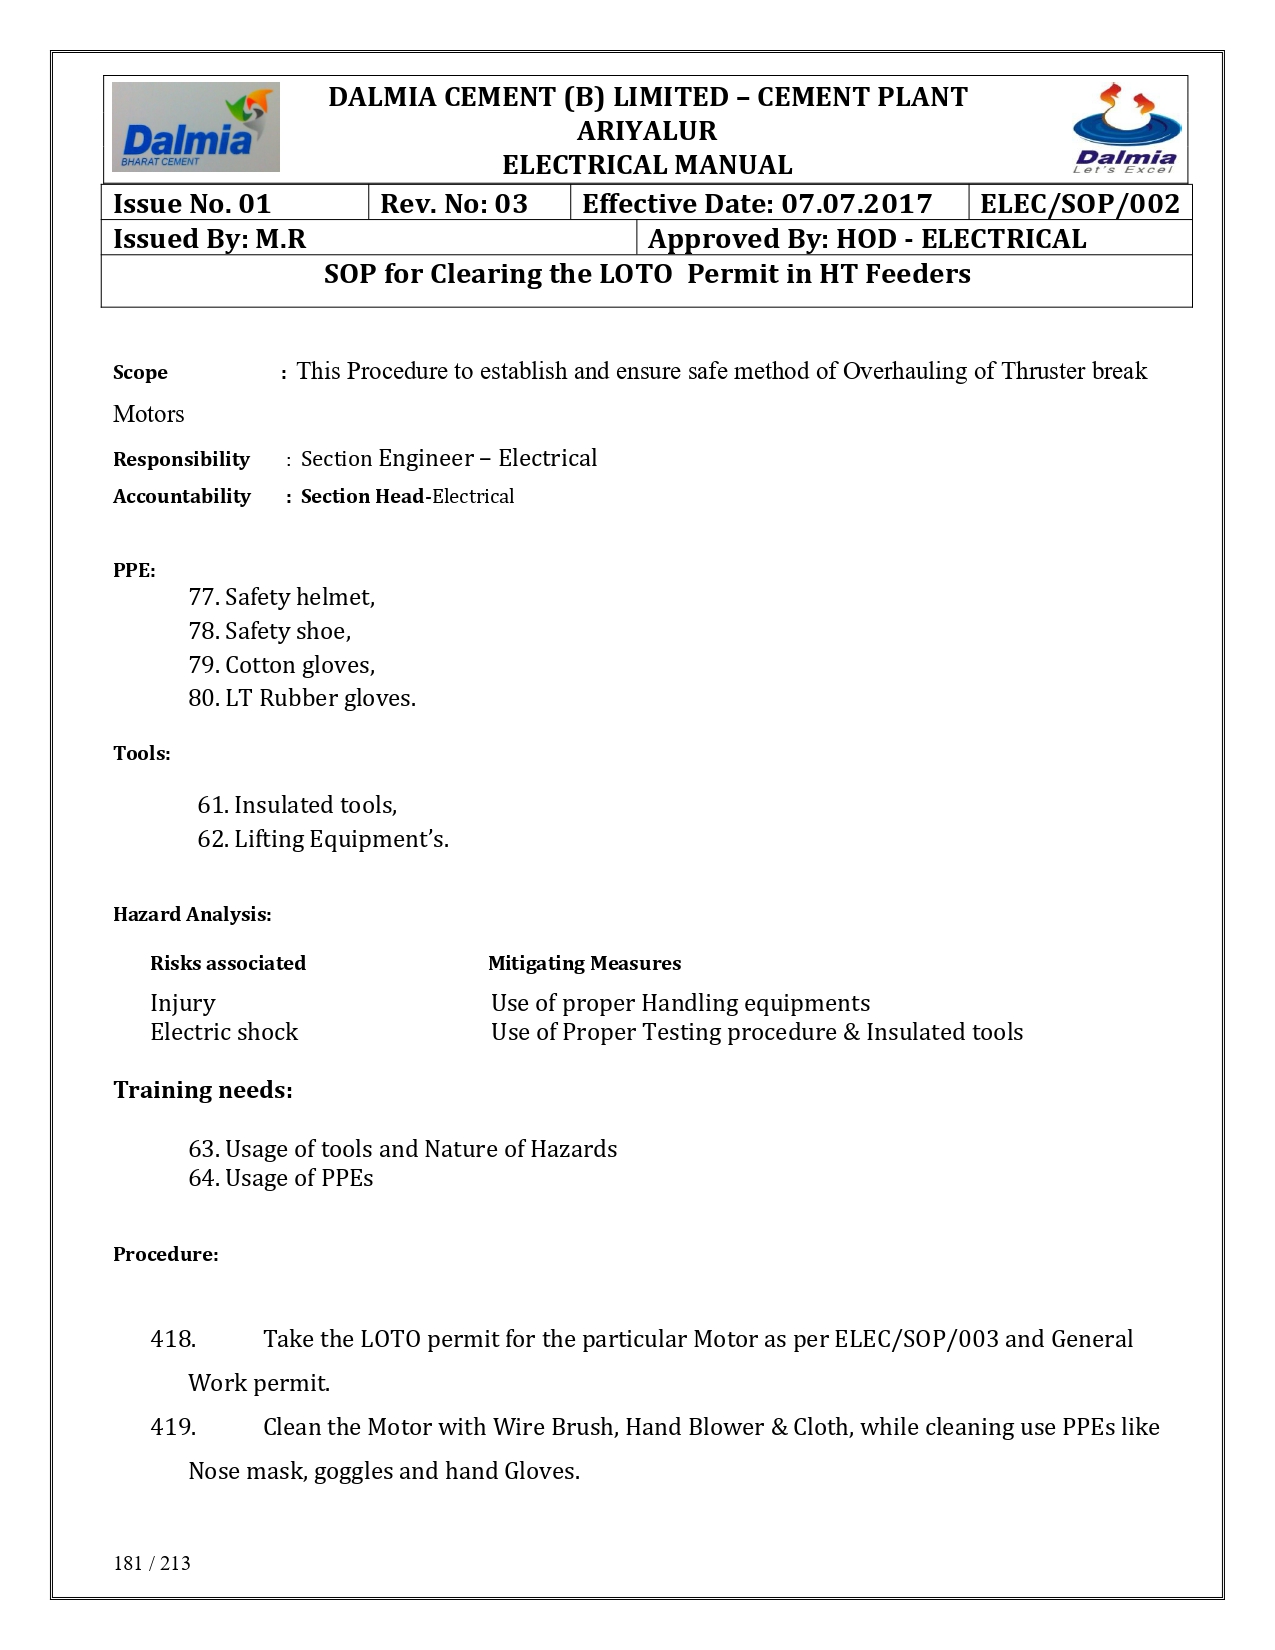 Dalmia
BHARAT CEMENT
DALMIA CEMENT (B) LIMITED – CEMENT PLANT
ARIYALUR
ELECTRICAL MANUAL
Dalmia
Let's Excel
Issue No. 01 Rev. No: 03 Effective Date: 07.07.2017 ELEC/SOP/002
Issued By: M.R Approved By: HOD - ELECTRICAL
SOP for Clearing the LOTO  Permit in HT Feeders
Scope : This Procedure to establish and ensure safe method of Overhauling of Thruster break
Motors
Responsibility : Section Engineer – Electrical
Accountability : Section Head-Electrical
PPE:
77. Safety helmet,
78. Safety shoe,
79. Cotton gloves,
80. LT Rubber gloves.
Tools:
61. Insulated tools,
62. Lifting Equipment’s.
Hazard Analysis:
Risks associated Mitigating Measures
Injury Use of proper Handling equipments
Electric shock Use of Proper Testing procedure & Insulated tools
Training needs:
63. Usage of tools and Nature of Hazards
64. Usage of PPEs
Procedure:
418. Take the LOTO permit for the particular Motor as per ELEC/SOP/003 and General
Work permit.
419. Clean the Motor with Wire Brush, Hand Blower & Cloth, while cleaning use PPEs like
Nose mask, goggles and hand Gloves.
181 / 213